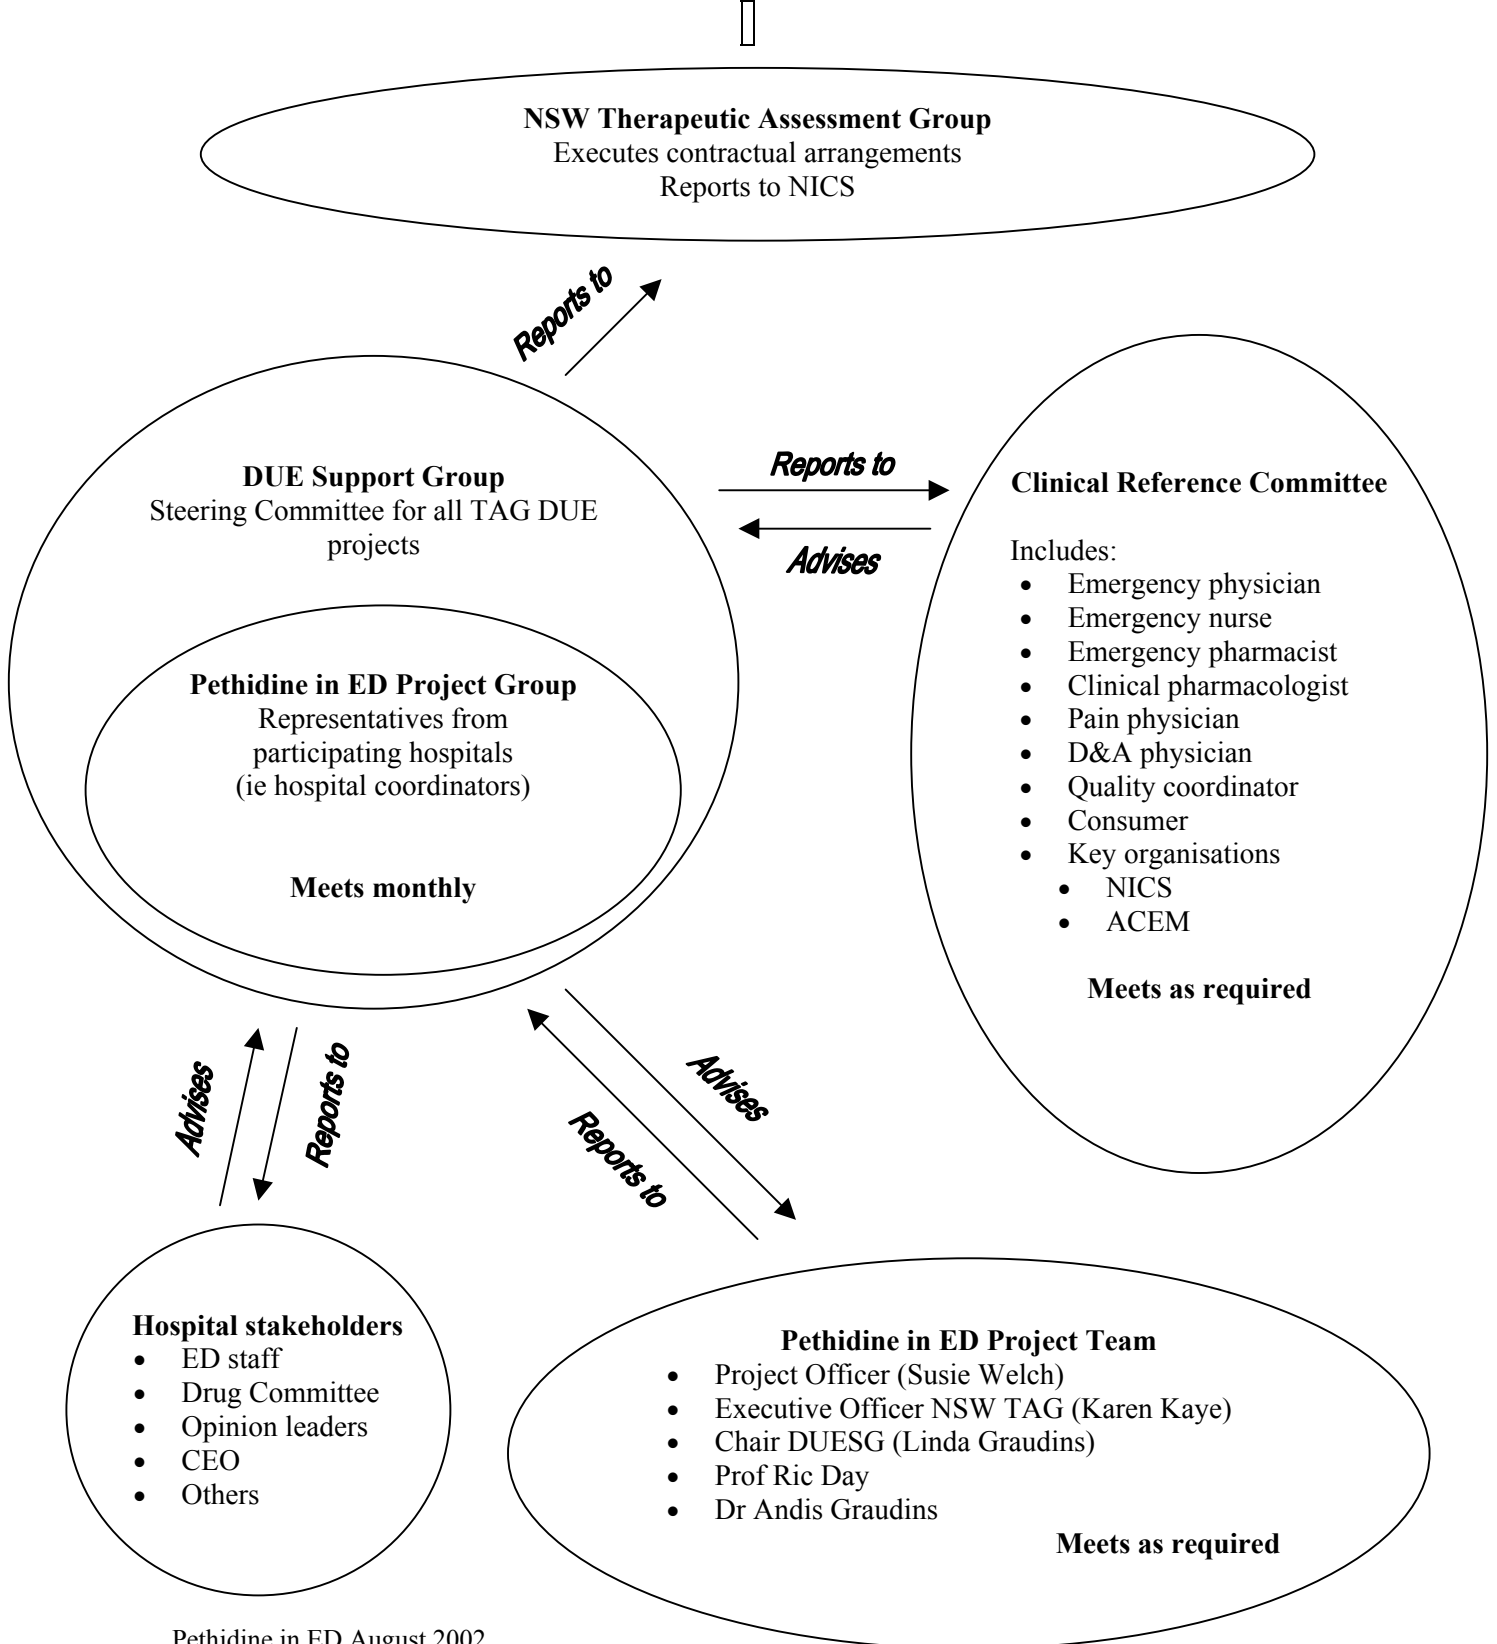 NSW Therapeutic Assessment Group
Executes contractual arrangements
Reports to NICS
Reports to
DUE Support Group
Steering Committee for all TAG DUE
projects
Pethidine in ED Project Group
Representatives from
participating hospitals
(ie hospital coordinators)
Meets monthly
Reports to
Advises
Clinical Reference Committee
Includes:
• Emergency physician
• Emergency nurse
• Emergency pharmacist
• Clinical pharmacologist
• Pain physician
• D&A physician
• Quality coordinator
• Consumer
• Key organisations
• NICS
• ACEM
Meets as required
Advises
Reports to
Advises
Reports to
Hospital stakeholders
• ED staff
• Drug Committee
• Opinion leaders
• CEO
• Others
Pethidine in ED Project Team
• Project Officer (Susie Welch)
• Executive Officer NSW TAG (Karen Kaye)
• Chair DUESG (Linda Graudins)
• Prof Ric Day
• Dr Andis Graudins
Meets as required
Pethidine in ED August 2002